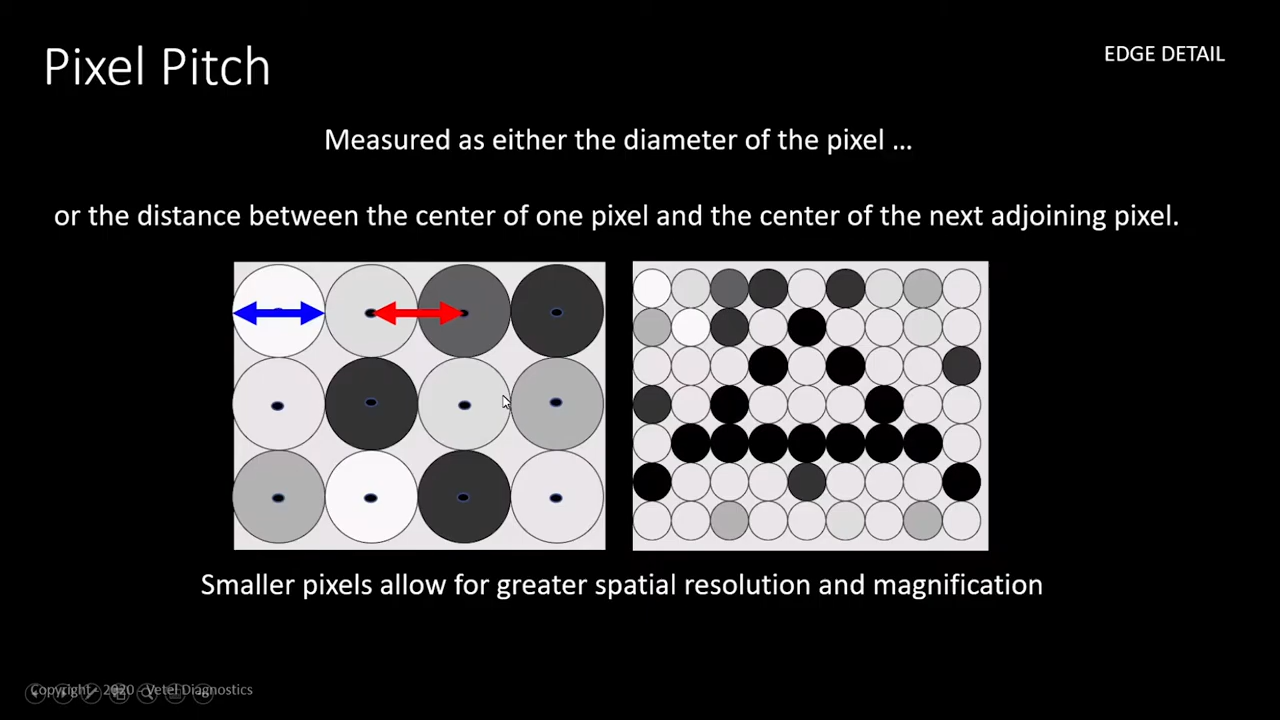 Pixel Pitch
EDGE DETAIL
Measured as either the diameter of the pixel ...
or the distance between the center of one pixel and the center of the next adjoining pixel.
Smaller pixels allow for greater spatial resolution and magnification
Copyright - 2020 - Vetel Diagnostics